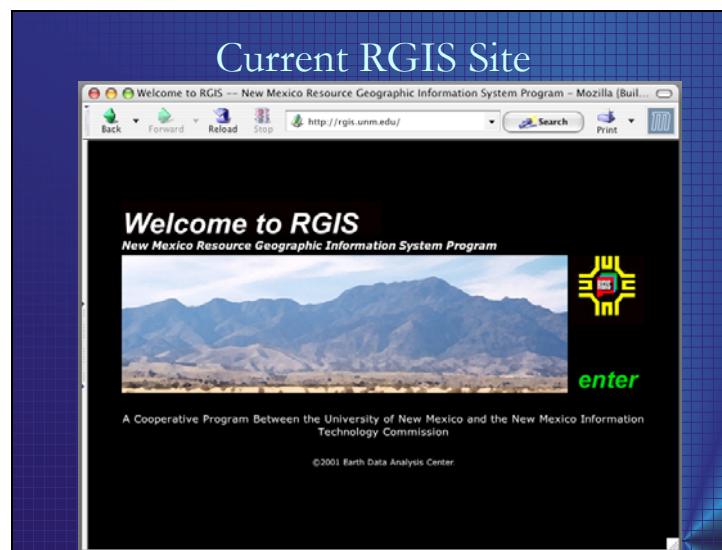 Current RGIS Site
Welcome to RGIS -- New Mexico Resource Geographic Information System Program - Mozilla (Buil...
Back
Forward
Reload
Stop
http://rgis.unm.edu/
Search
Print
Welcome to RGIS
New Mexico Resource Geographic Information System Program
RGIS
enter
A Cooperative Program Between the University of New Mexico and the New Mexico Information
Technology Commission
©2001 Earth Data Analysis Center.